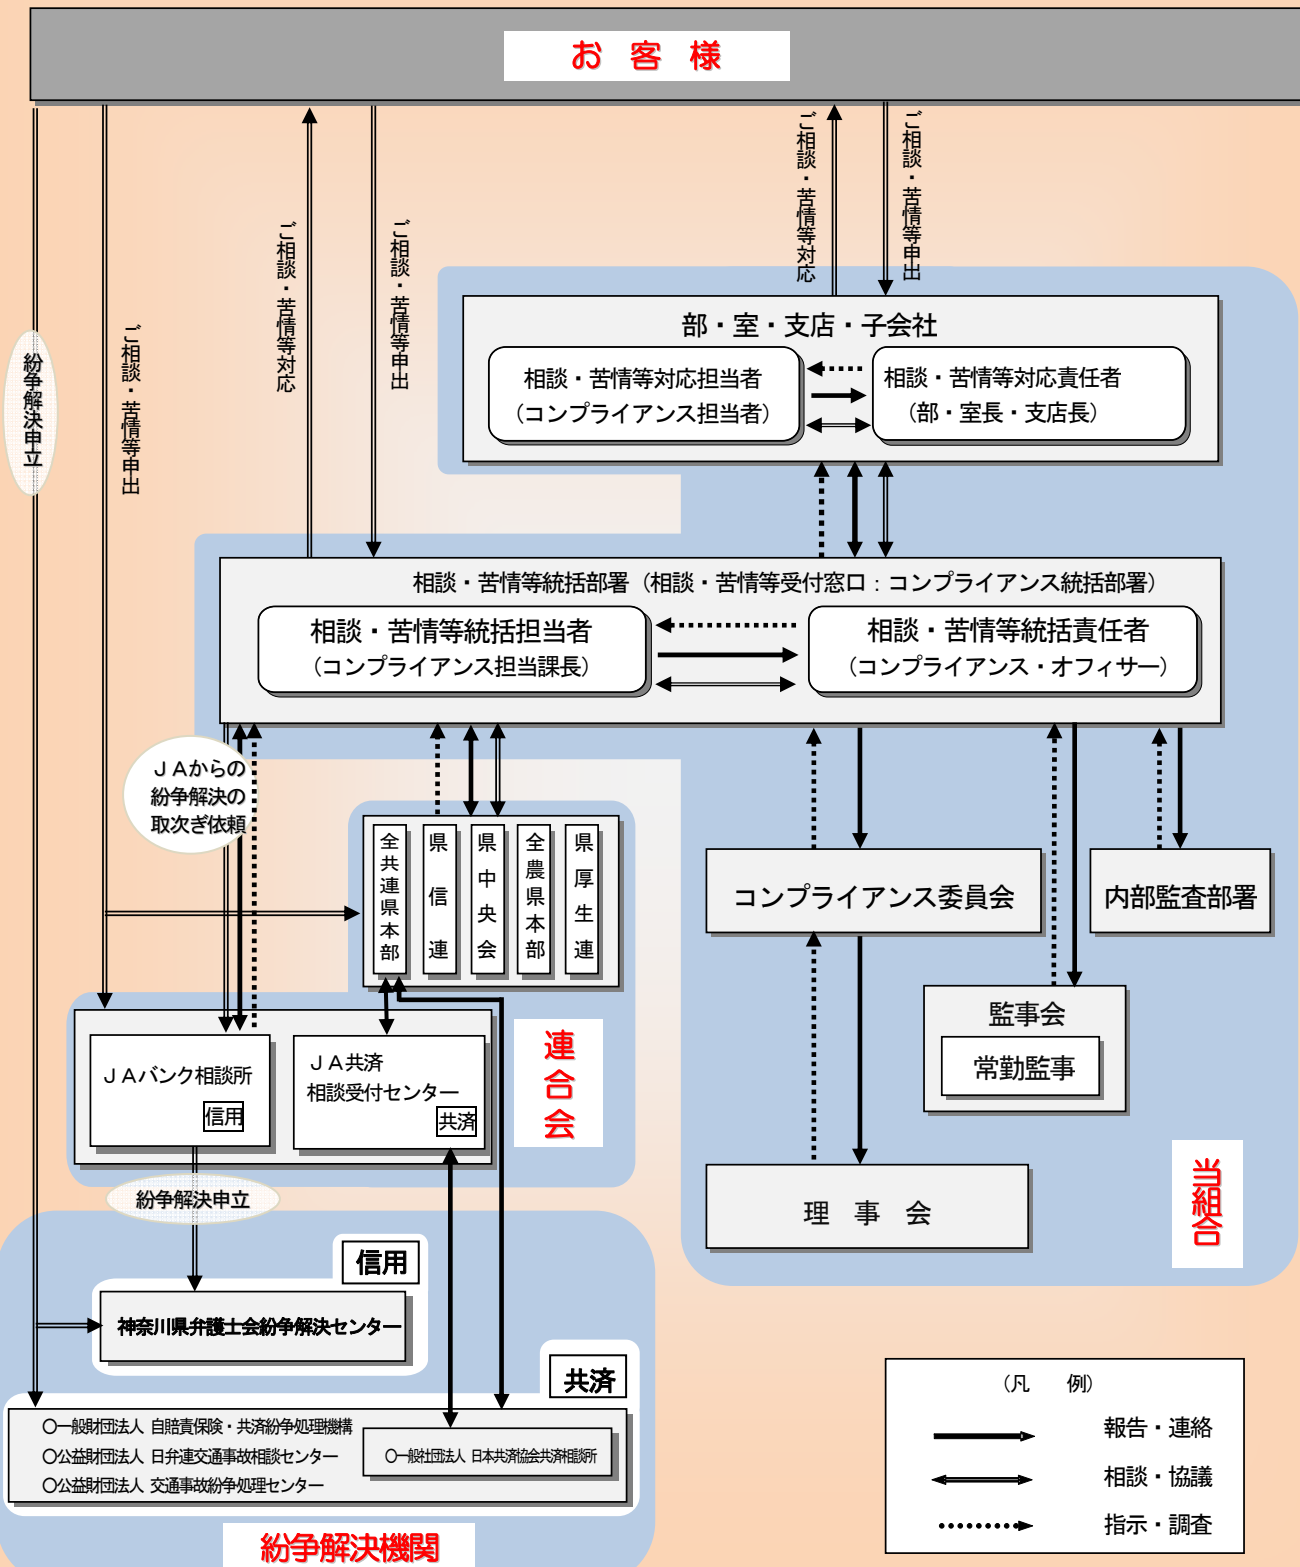 お 客 様
ご相談・苦情等対応
ご相談・苦情等申出
ご相談・苦情等対応
ご相談・苦情等申出
ご相談・苦情等申出
紛争解決申立
部・室・支店・子会社
相談・苦情等対応担当者
（コンプライアンス担当者）
相談・苦情等対応責任者
（部・室長・支店長）
相談・苦情等統括部署（相談・苦情等受付窓口：コンプライアンス統括部署）
相談・苦情等統括担当者
（コンプライアンス担当課長）
相談・苦情等統括責任者
（コンプライアンス・オフィサー）
ＪＡからの
紛争解決の
取次ぎ依頼
全共連県本部
県信連
県中央会
全農県本部
県厚生連
コンプライアンス委員会
内部監査部署
監事会
常勤監事
理 事 会
ＪＡバンク相談所
信用
ＪＡ共済
相談受付センター
共済
連合会
当組合
紛争解決申立
信用
神奈川県弁護士会紛争解決センター
共済
〇一般財団法人 自賠責保険・共済紛争処理機構
〇公益財団法人 日弁連交通事故相談センター
〇公益財団法人 交通事故紛争処理センター
〇一般社団法人 日本共済協会共済相談所
紛争解決機関
（凡 例）
報告・連絡
相談・協議
指示・調査